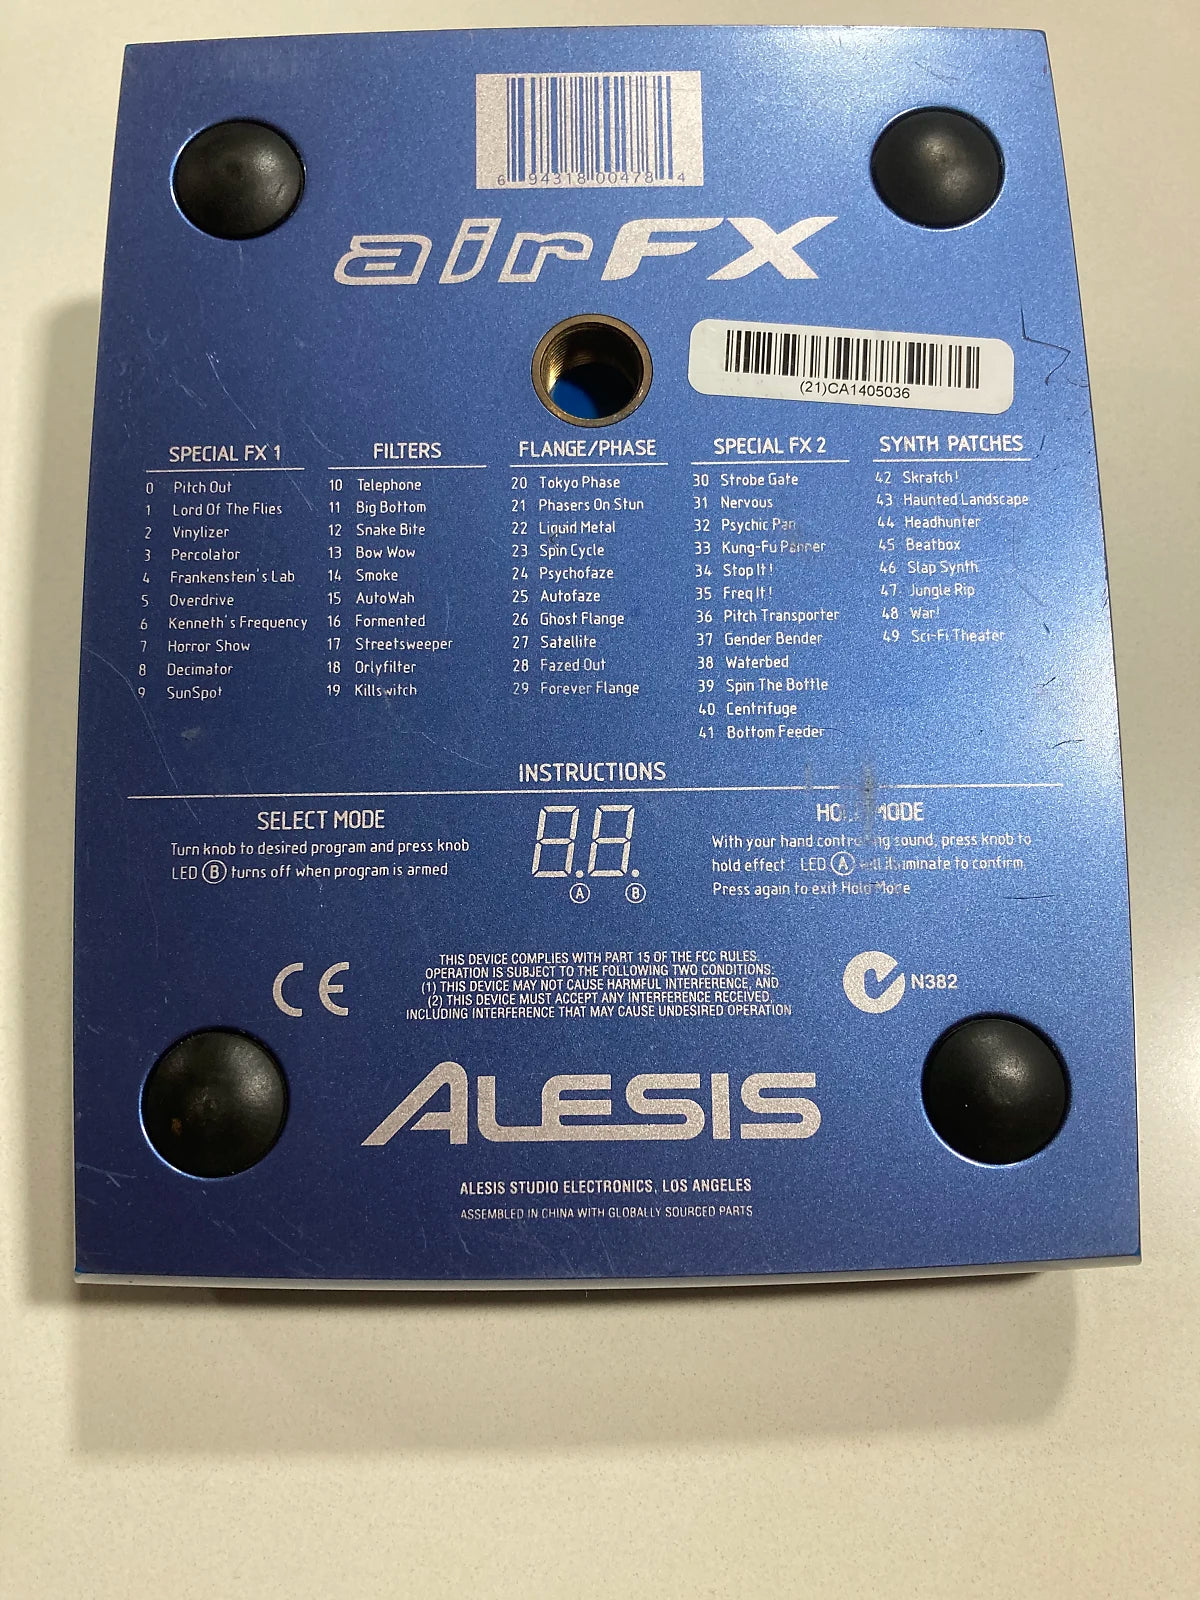 6 94318 00478 4
airFX
(21)CA1405036
SPECIAL FX 1
0 Pitch Out
1 Lord Of The Flies
2 Vinylizer
3 Percolator
4 Frankenstein's Lab
5 Overdrive
6 Kenneth's Frequency
7 Horror Show
8 Decimator
9 SunSpot
FILTERS
10 Telephone
11 Big Bottom
12 Snake Bite
13 Bow Wow
14 Smoke
15 AutoWah
16 Formented
17 Streetsweeper
18 Orlyfilter
19 Killswitch
FLANGE/PHASE
20 Tokyo Phase
21 Phasers On Stun
22 Liquid Metal
23 Spin Cycle
24 Psychofaze
25 Autofaze
26 Ghost Flange
27 Satellite
28 Fazed Out
29 Forever Flange
SPECIAL FX 2
30 Strobe Gate
31 Nervous
32 Psychic Pan
33 Kung-Fu Panner
34 Stop It!
35 Freq It!
36 Pitch Transporter
37 Gender Bender
38 Waterbed
39 Spin The Bottle
40 Centrifuge
41 Bottom Feeder
SYNTH PATCHES
42 Skratch!
43 Haunted Landscape
44 Headhunter
45 Beatbox
46 Slap Synth
47 Jungle Rip
48 War!
49 Sci-Fi Theater
INSTRUCTIONS
SELECT MODE
Turn knob to desired program and press knob
LED B turns off when program is armed
8.8.
A B
HOLD MODE
With your hand controlling sound, press knob to
hold effect LED A will illuminate to confirm.
Press again to exit Hold Mode
CE
THIS DEVICE COMPLIES WITH PART 15 OF THE FCC RULES.
OPERATION IS SUBJECT TO THE FOLLOWING TWO CONDITIONS:
(1) THIS DEVICE MAY NOT CAUSE HARMFUL INTERFERENCE, AND
(2) THIS DEVICE MUST ACCEPT ANY INTERFERENCE RECEIVED,
INCLUDING INTERFERENCE THAT MAY CAUSE UNDESIRED OPERATION
N382
ALESIS
ALESIS STUDIO ELECTRONICS, LOS ANGELES
ASSEMBLED IN CHINA WITH GLOBALLY SOURCED PARTS